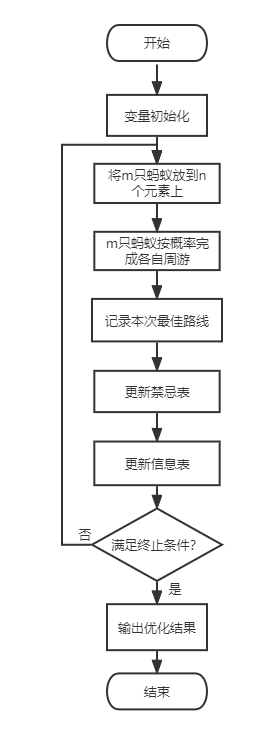 开始
变量初始化
将m只蚂蚁放到n
个元素上
m只蚂蚁按概率完
成各自周游
记录本次最佳路线
更新禁忌表
更新信息表
否
满足终止条件?
是
输出优化结果
结束